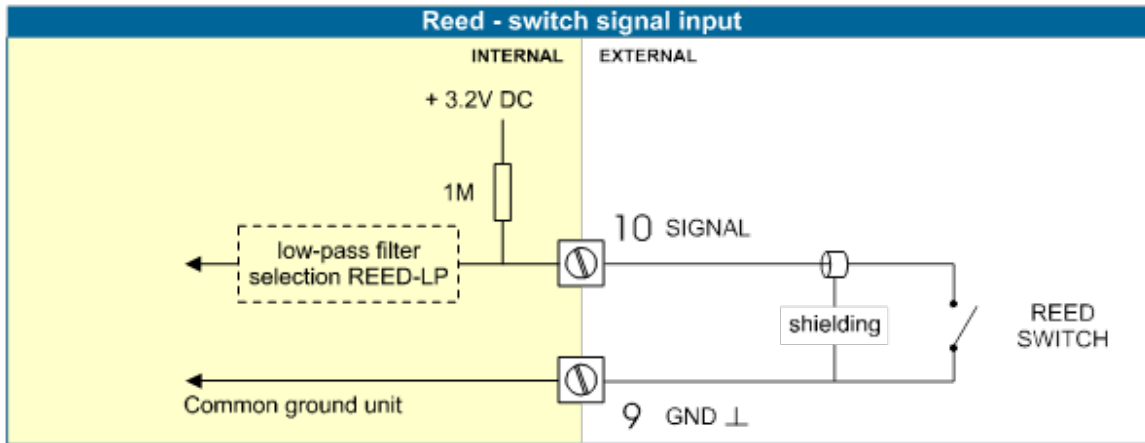 Reed - switch signal input
INTERNAL
EXTERNAL
+ 3.2V DC
1M
10 SIGNAL
low-pass filter
selection REED-LP
shielding
REED
SWITCH
Common ground unit
9 GND ⊥